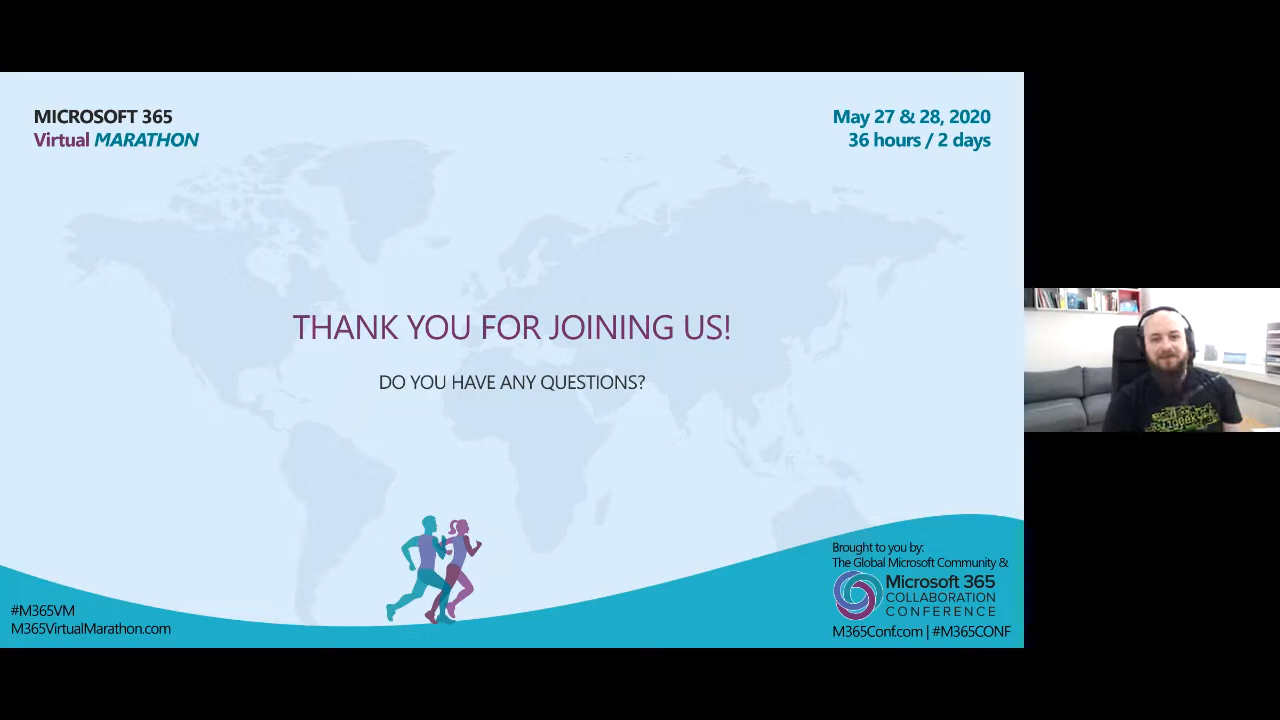 MICROSOFT 365
Virtual MARATHON
May 27 & 28, 2020
36 hours / 2 days
THANK YOU FOR JOINING US!
DO YOU HAVE ANY QUESTIONS?
#M365VM
M365VirtualMarathon.com
Brought to you by:
The Global Microsoft Community &
Microsoft 365
COLLABORATION
CONFERENCE
M365Conf.com | #M365CONF